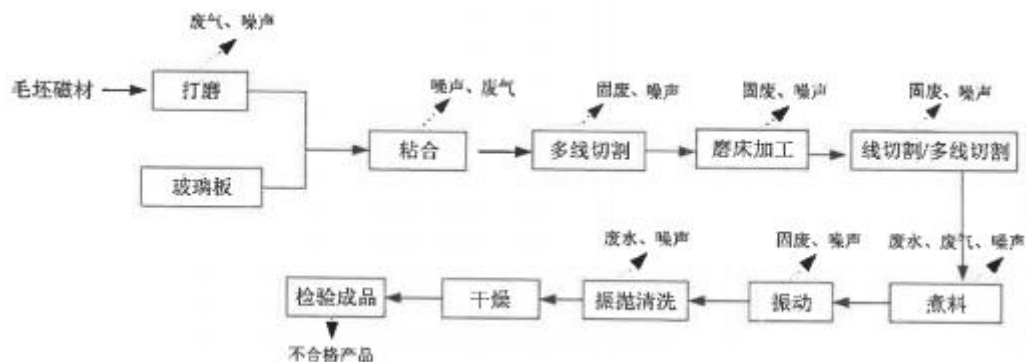 废气、噪声
毛坯磁材
打磨
噪声、废气
固废、噪声
固废、噪声
固废、噪声
粘合
多线切割
磨床加工
线切割/多线切割
玻璃板
废水、噪声
固废、噪声
废水、废气、噪声
检验成品
干燥
振抛清洗
振动
煮料
不合格产品